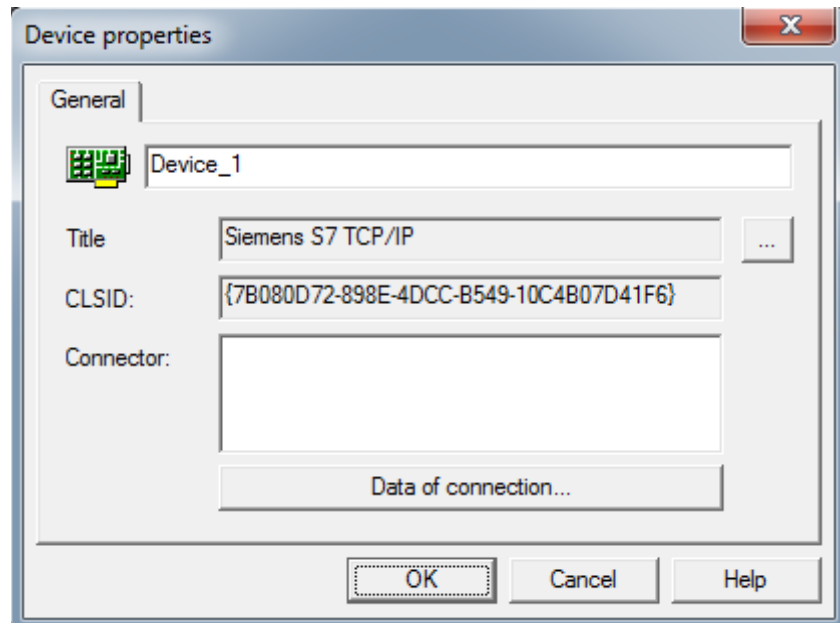 Device properties
General
Device_1
Title
Siemens S7 TCP/IP
...
CLSID:
{7B080D72-898E-4DCC-B549-10C4B07D41F6}
Connector:
Data of connection...
OK
Cancel
Help